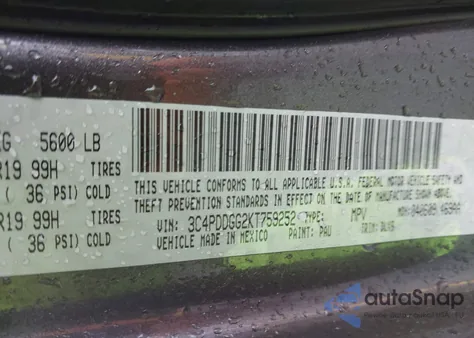 KG 5600 LB
R19 99H TIRES
( 36 PSI) COLD
R19 99H TIRES
( 36 PSI) COLD
THIS VEHICLE CONFORMS TO ALL APPLICABLE U.S.A. FEDERAL MOTOR VEHICLE SAFETY AND
THEFT PREVENTION STANDARDS IN EFFECT ON THE DATE OF MANUFACTURE SHOWN ABOVE
VIN: 3C4PDDGG2KT759252 TYPE: MPV
VEHICLE MADE IN MEXICO PAINT: PAU TRIM:
autoSnap